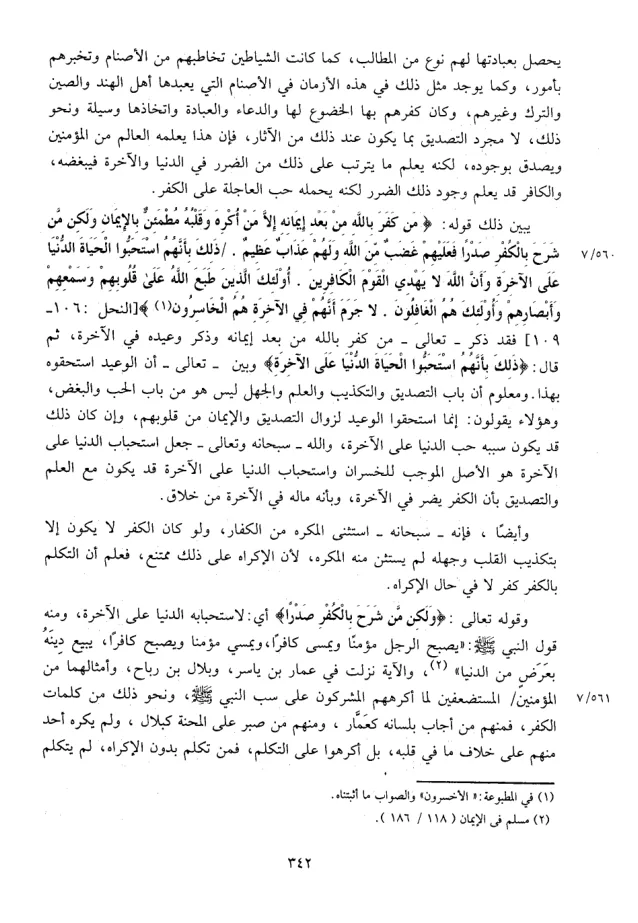 يحصل بعبادتها لهم نوع من المطالب، كما كانت الشياطين تخاطبهم من الأصنام وتخبرهم
بأمور، وكما يوجد مثل ذلك في هذه الأزمان في الأصنام التي يعبدها أهل الهند والصين
والترك وغيرهم، وكان كفرهم بها الخضوع لها والدعاء والعبادة واتخاذها وسيلة ونحو
ذلك، لا مجرد التصديق بما يكون عند ذلك من الآثار، فإن هذا يعلمه العالم من المؤمنين
ويصدق بوجوده، لكنه يعلم ما يترتب على ذلك من الضرر في الدنيا والآخرة فيبغضه،
والكافر قد يعلم وجود ذلك الضرر لكنه يحمله حب العاجلة على الكفر.
يبين ذلك قوله: ﴿ مَن كَفَرَ بِاللَّهِ مِنْ بَعْدِ إِيمَانِهِ إِلاَّ مَنْ أُكْرِهَ وَقَلْبُهُ مُطْمَئِنٌّ بِالإِيمَانِ وَلَكِن مَّن
شَرَحَ بِالْكُفْرِ صَدْرًا فَعَلَيْهِمْ غَضَبٌ مِّنَ اللَّهِ وَلَهُمْ عَذَابٌ عَظِيمٌ . /ذَلِكَ بِأَنَّهُمُ اسْتَحَبُّوا الْحَيَاةَ الدُّنْيَا
٧/٥٦٠
عَلَى الآخِرَةِ وَأَنَّ اللَّهَ لا يَهْدِي الْقَوْمَ الْكَافِرِينَ . أُولَئِكَ الَّذِينَ طَبَعَ اللَّهُ عَلَىٰ قُلُوبِهِمْ وَسَمْعِهِمْ
وَأَبْصَارِهِمْ وَأُولَئِكَ هُمُ الْغَافِلُونَ . لا جَرَمَ أَنَّهُمْ فِي الآخِرَةِ هُمُ الْخَاسِرُونَ(١) ﴾[النحل :١٠٦ـ
١٠٩] فقد ذكر ـ تعالى ـ من كفر بالله من بعد إيمانه وذكر وعيده في الآخرة، ثم
قال: ﴿ذَلِكَ بِأَنَّهُمُ اسْتَحَبُّوا الْحَيَاةَ الدُّنْيَا عَلَى الآخِرَةِ﴾ وبين ـ تعالى ـ أن الوعيد استحقوه
بهذا. ومعلوم أن باب التصديق والتكذيب والعلم والجهل ليس هو من باب الحب والبغض،
وهؤلاء يقولون: إنما استحقوا الوعيد لزوال التصديق والإيمان من قلوبهم، وإن كان ذلك
قد يكون سببه حب الدنيا على الآخرة، والله ـ سبحانه وتعالى ـ جعل استحباب الدنيا على
الآخرة هو الأصل الموجب للخسران واستحباب الدنيا على الآخرة قد يكون مع العلم
والتصديق بأن الكفر يضر في الآخرة، وبأنه ماله في الآخرة من خلاق.
وأيضًا ، فإنه ـ سبحانه ـ استثنى المكره من الكفار، ولو كان الكفر لا يكون إلا
بتكذيب القلب وجهله لم يستثن منه المكره، لأن الإكراه على ذلك ممتنع، فعلم أن التكلم
بالكفر كفر لا في حال الإكراه.
وقوله تعالى :﴿وَلَكِن مَّن شَرَحَ بِالْكُفْرِ صَدْرًا﴾ أي: لاستحبابه الدنيا على الآخرة، ومنه
قول النبي ﷺ: «يصبح الرجل مؤمنًا ويمسى كافرًا،ويمسي مؤمنا ويصبح كافرًا، يبيع دِينَهُ
بعَرَضٍ من الدنيا» (٢)، والآية نزلت في عمار بن ياسر، وبلال بن رباح، وأمثالهما من
المؤمنين/ المستضعفين لما أكرههم المشركون على سب النبي ﷺ، ونحو ذلك من كلمات
٧/٥٦١
الكفر، فمنهم من أجاب بلسانه كعَمَّار ، ومنهم من صبر على المحنة كبلال ، ولم يكره أحد
منهم على خلاف ما في قلبه، بل أكرهوا على التكلم، فمن تكلم بدون الإكراه، لم يتكلم
(١) في المطبوعة: « الأخسرون» والصواب ما أثبتناه.
(٢) مسلم فى الإيمان ( ١١٨ / ١٨٦ ).
٣٤٢